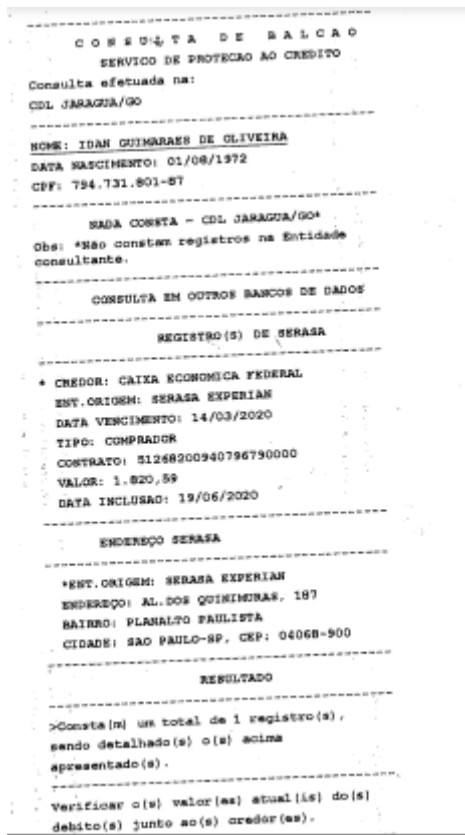 CONSULTA DE BALCAO
SERVICO DE PROTECAO AO CREDITO
Consulta efetuada na:
CDL JARAGUA/GO
NOME: IDAN GUIMARAES DE OLIVEIRA
DATA NASCIMENTO: 01/08/1972
CPF: 794.731.801-87
NADA CONSTA - CDL JARAGUA/GO*
Obs: *Não constam registros na Entidade
consultante.
CONSULTA EM OUTROS BANCOS DE DADOS
REGISTRO(S) DE SERASA
* CREDOR: CAIXA ECONOMICA FEDERAL
ENT.ORIGEM: SERASA EXPERIAN
DATA VENCIMENTO: 14/03/2020
TIPO: COMPRADOR
CONTRATO: 51268200940796790000
VALOR: 1.820,59
DATA INCLUSAO: 19/06/2020
ENDEREÇO SERASA
*ENT.ORIGEM: SERASA EXPERIAN
ENDEREÇO: AL.DOS QUINIMURAS, 187
BAIRRO: PLANALTO PAULISTA
CIDADE: SAO PAULO-SP, CEP: 04068-900
RESULTADO
>Consta(m) um total de 1 registro(s),
sendo detalhado(s) o(s) acima
apresentado(s).
Verificar o(s) valor(es) atual(is) do(s)
debito(s) junto ao(s) credor(es).